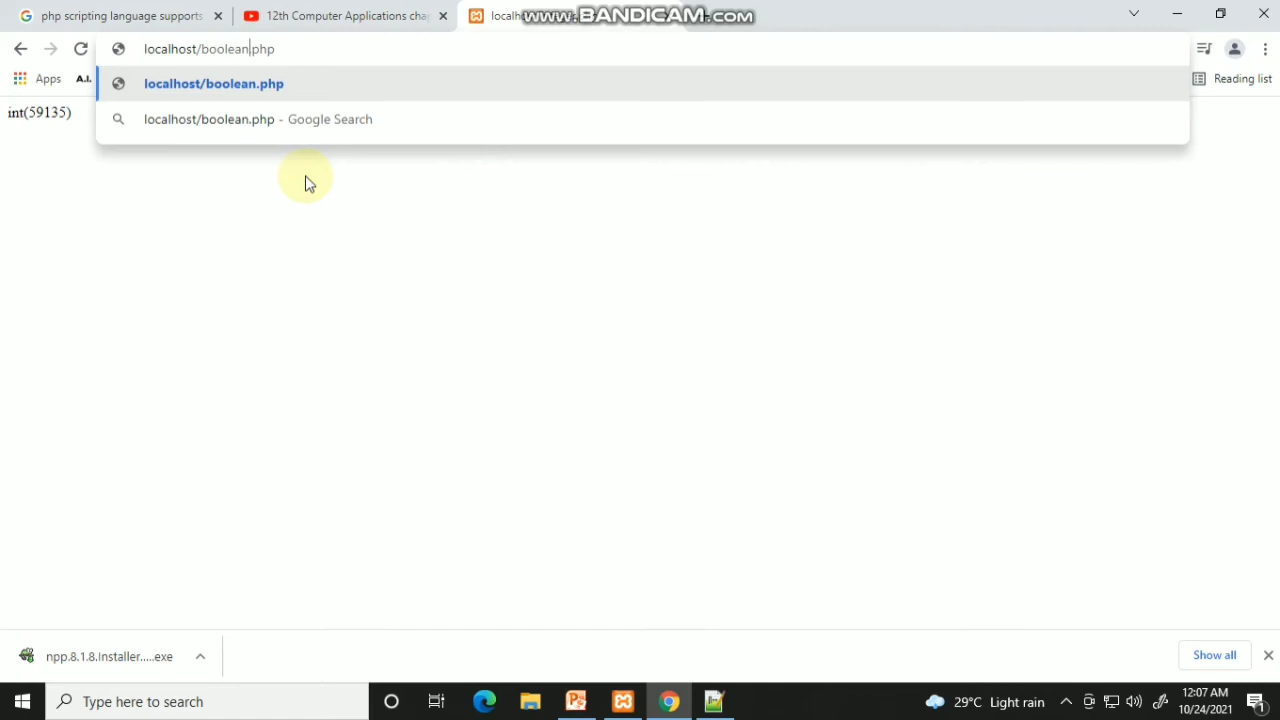 php scripting language supports
12th Computer Applications cha
localh
WWW.BANDICAM.COM
localhost/boolean.php
Apps
A.I.
Reading list
localhost/boolean.php
localhost/boolean.php - Google Search
int(59135)
npp.8.1.8.Installer.....exe
Show all
Type here to search
29°C Light rain
12:07 AM
10/24/2021
1